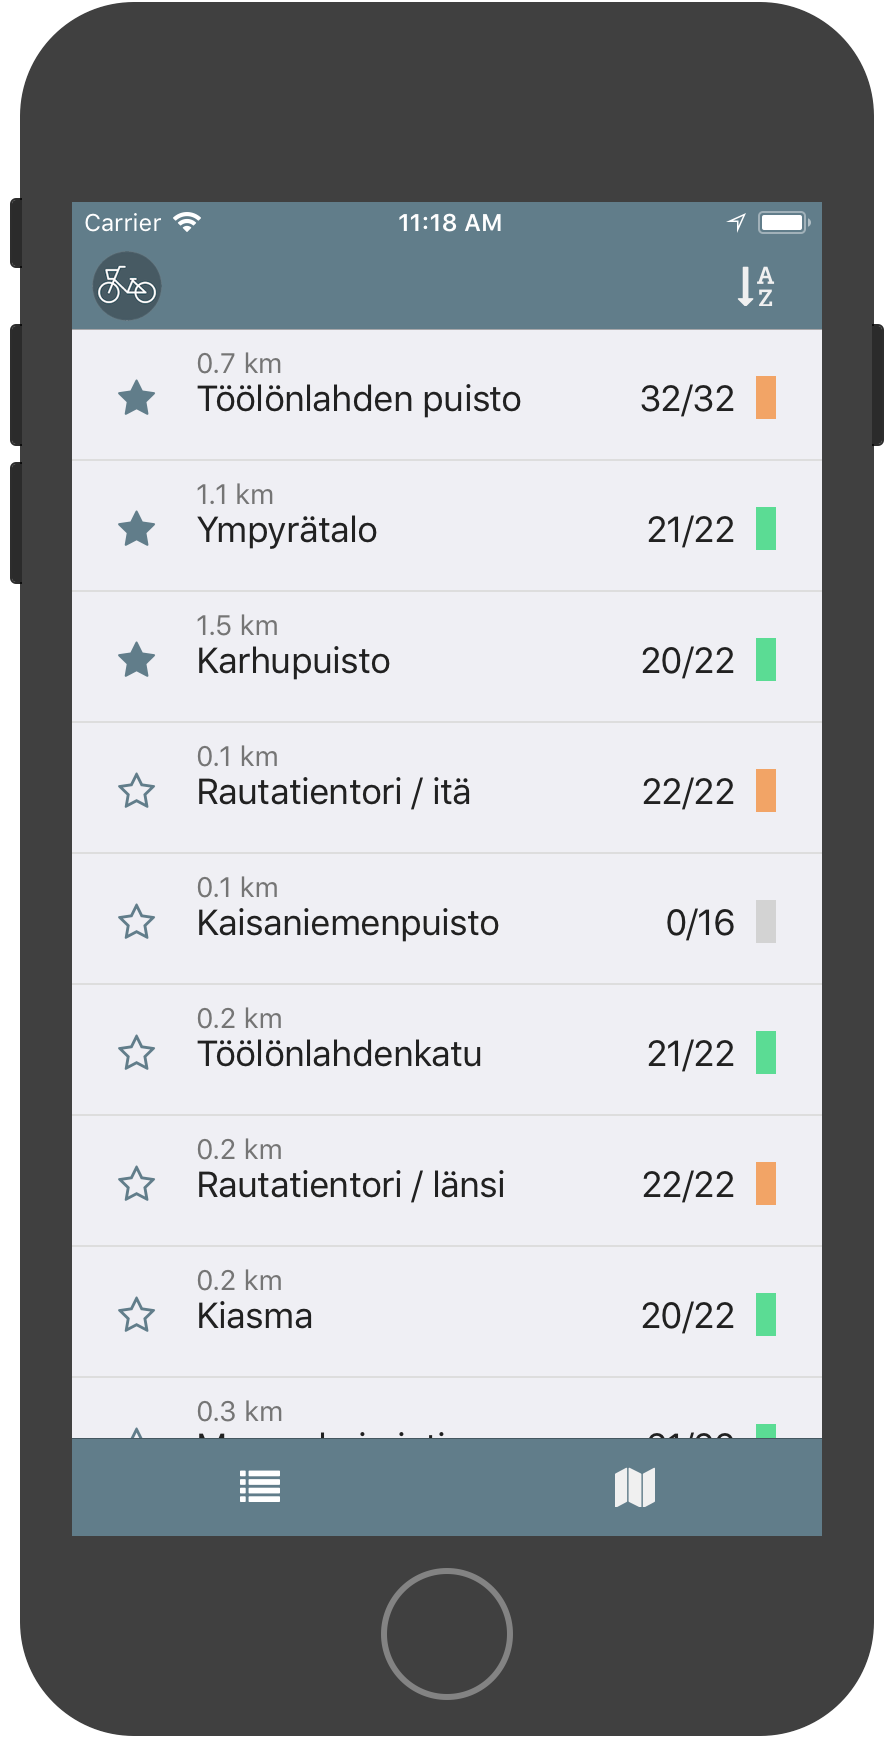 Carrier 11:18 AM
A
Z
0.7 km
Töölönlahden puisto 32/32
1.1 km
Ympyrätalo 21/22
1.5 km
Karhupuisto 20/22
0.1 km
Rautatientori / itä 22/22
0.1 km
Kaisaniemenpuisto 0/16
0.2 km
Töölönlahdenkatu 21/22
0.2 km
Rautatientori / länsi 22/22
0.2 km
Kiasma 20/22
0.3 km